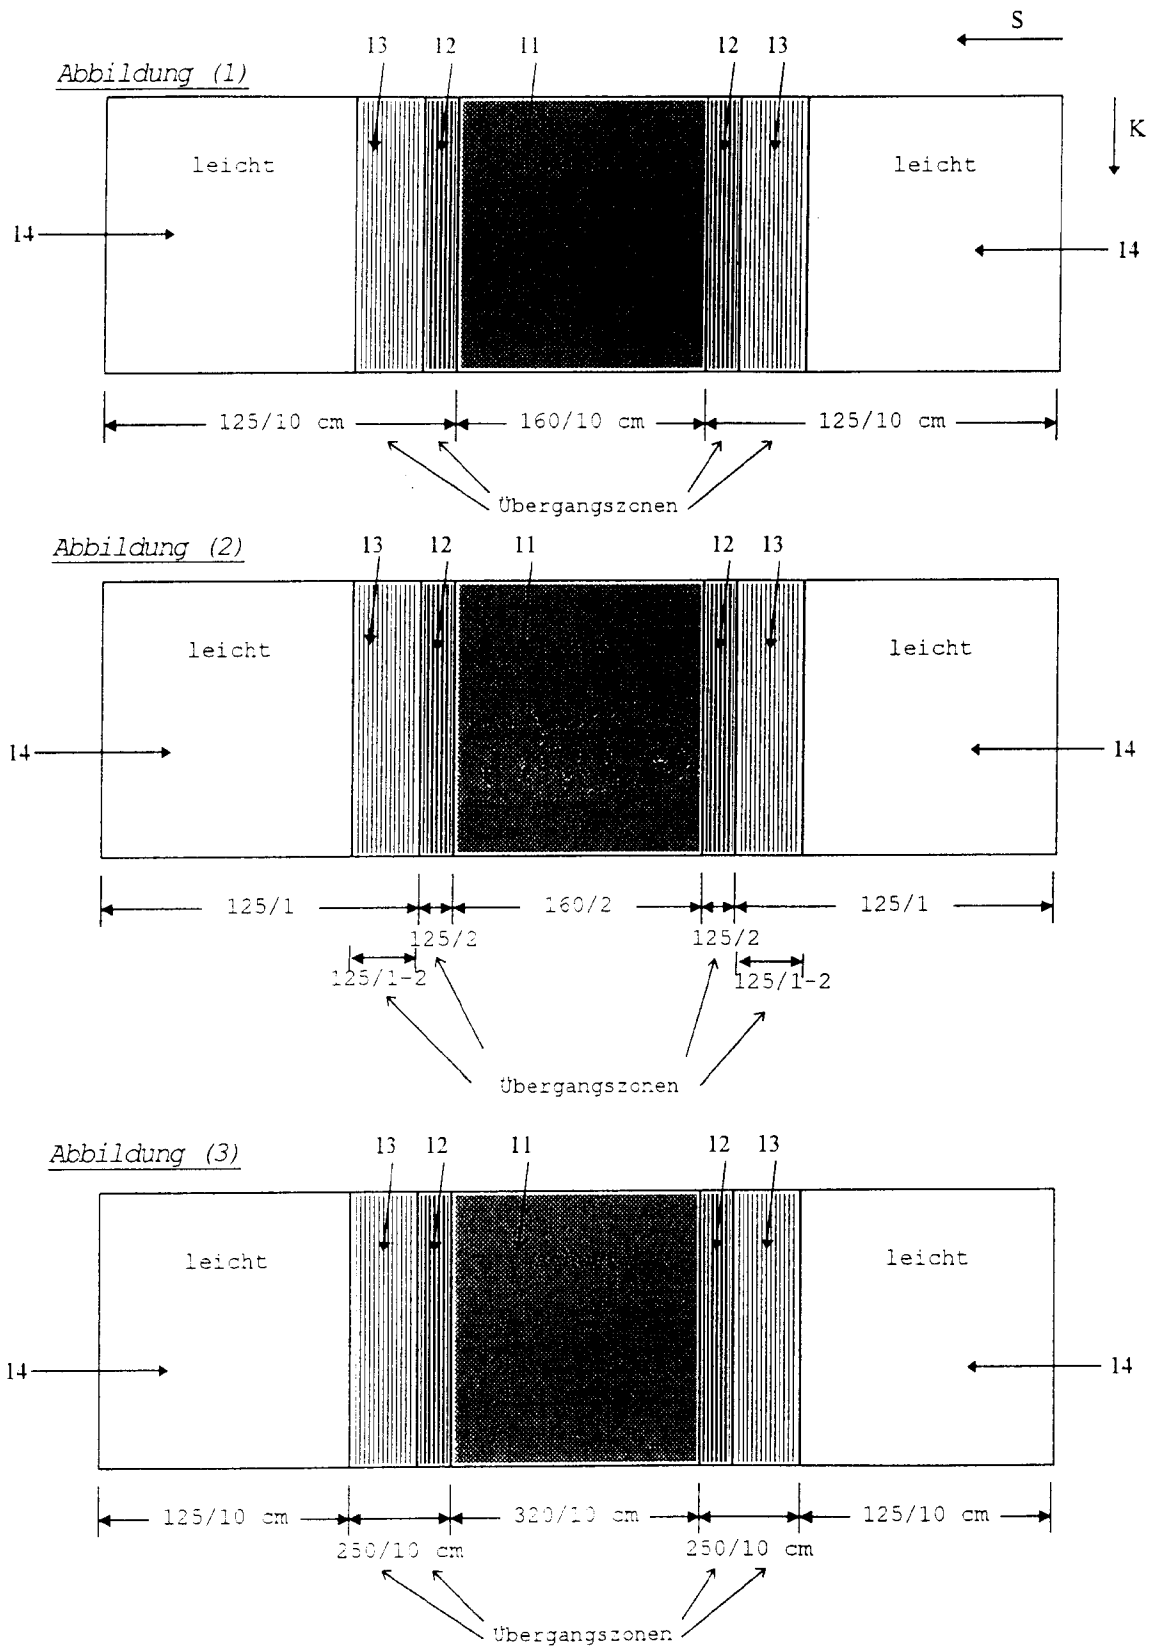 S
13 12 11 12 13
Abbildung (1)
K
leicht leicht
14 14
125/10 cm 160/10 cm 125/10 cm
Übergangszonen
Abbildung (2)
13 12 11 12 13
leicht leicht
14 14
125/1 160/2 125/1
125/2 125/2
125/1-2 125/1-2
Übergangszonen
Abbildung (3)
13 12 11 12 13
leicht leicht
14 14
125/10 cm 320/10 cm 125/10 cm
250/10 cm 250/10 cm
Übergangszonen